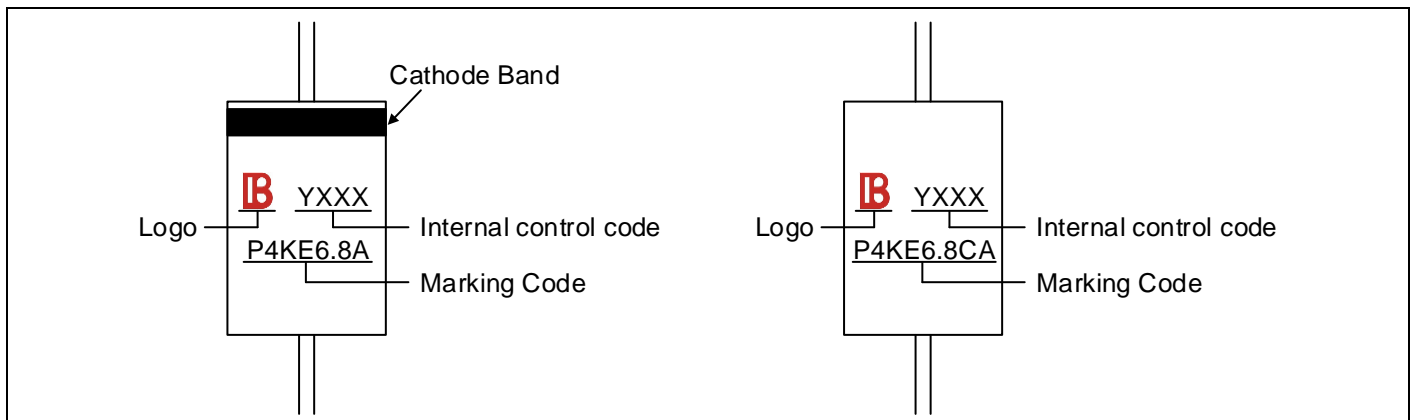 Cathode Band
B YXXX
Logo
Internal control code
P4KE6.8A
Marking Code
B YXXX
Logo
Internal control code
P4KE6.8CA
Marking Code